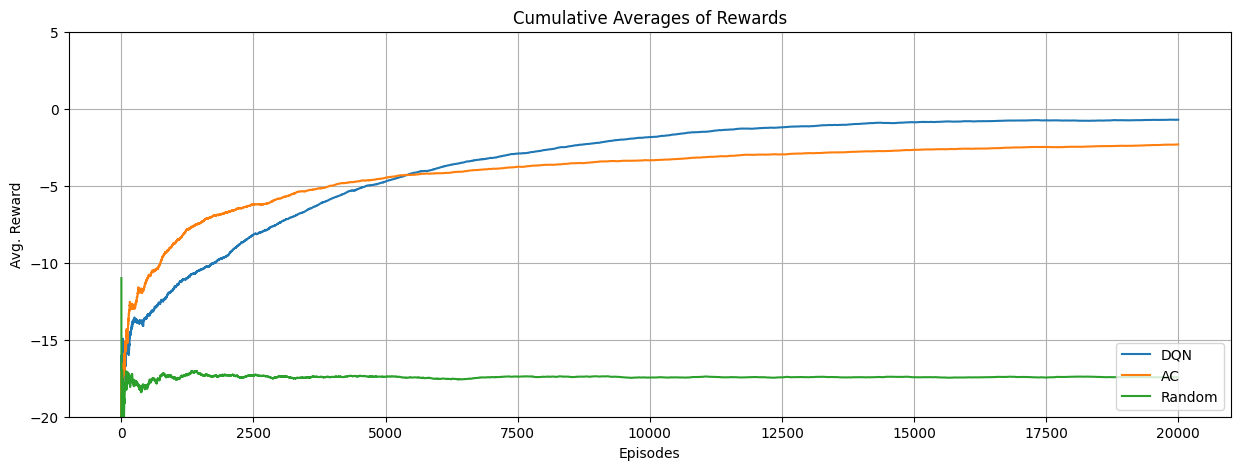 Cumulative Averages of Rewards
Avg. Reward
5
0
−5
−10
−15
−20
0 2500 5000 7500 10000 12500 15000 17500 20000
Episodes
DQN
AC
Random